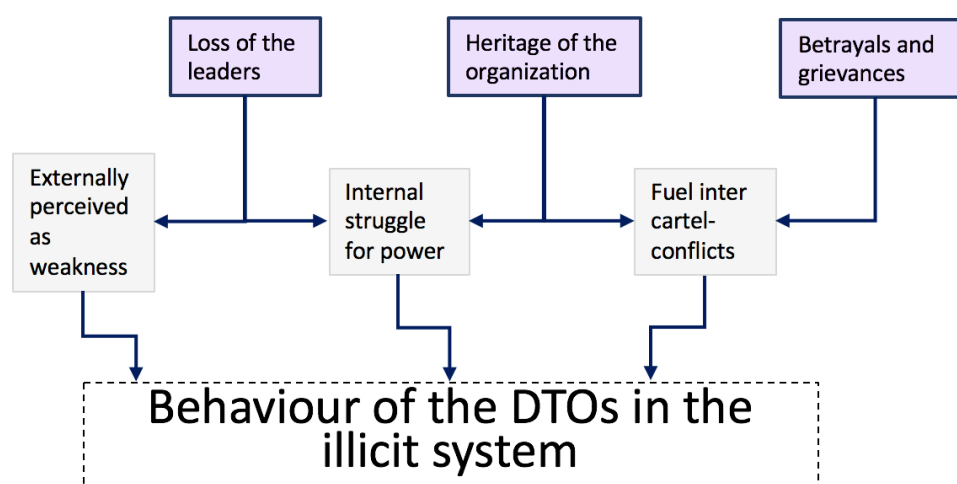 Loss of the
leaders
Heritage of the
organization
Betrayals and
grievances
Externally
perceived
as
weakness
Internal
struggle
for power
Fuel inter
cartel-
conflicts
Behaviour of the DTOs in the
illicit system